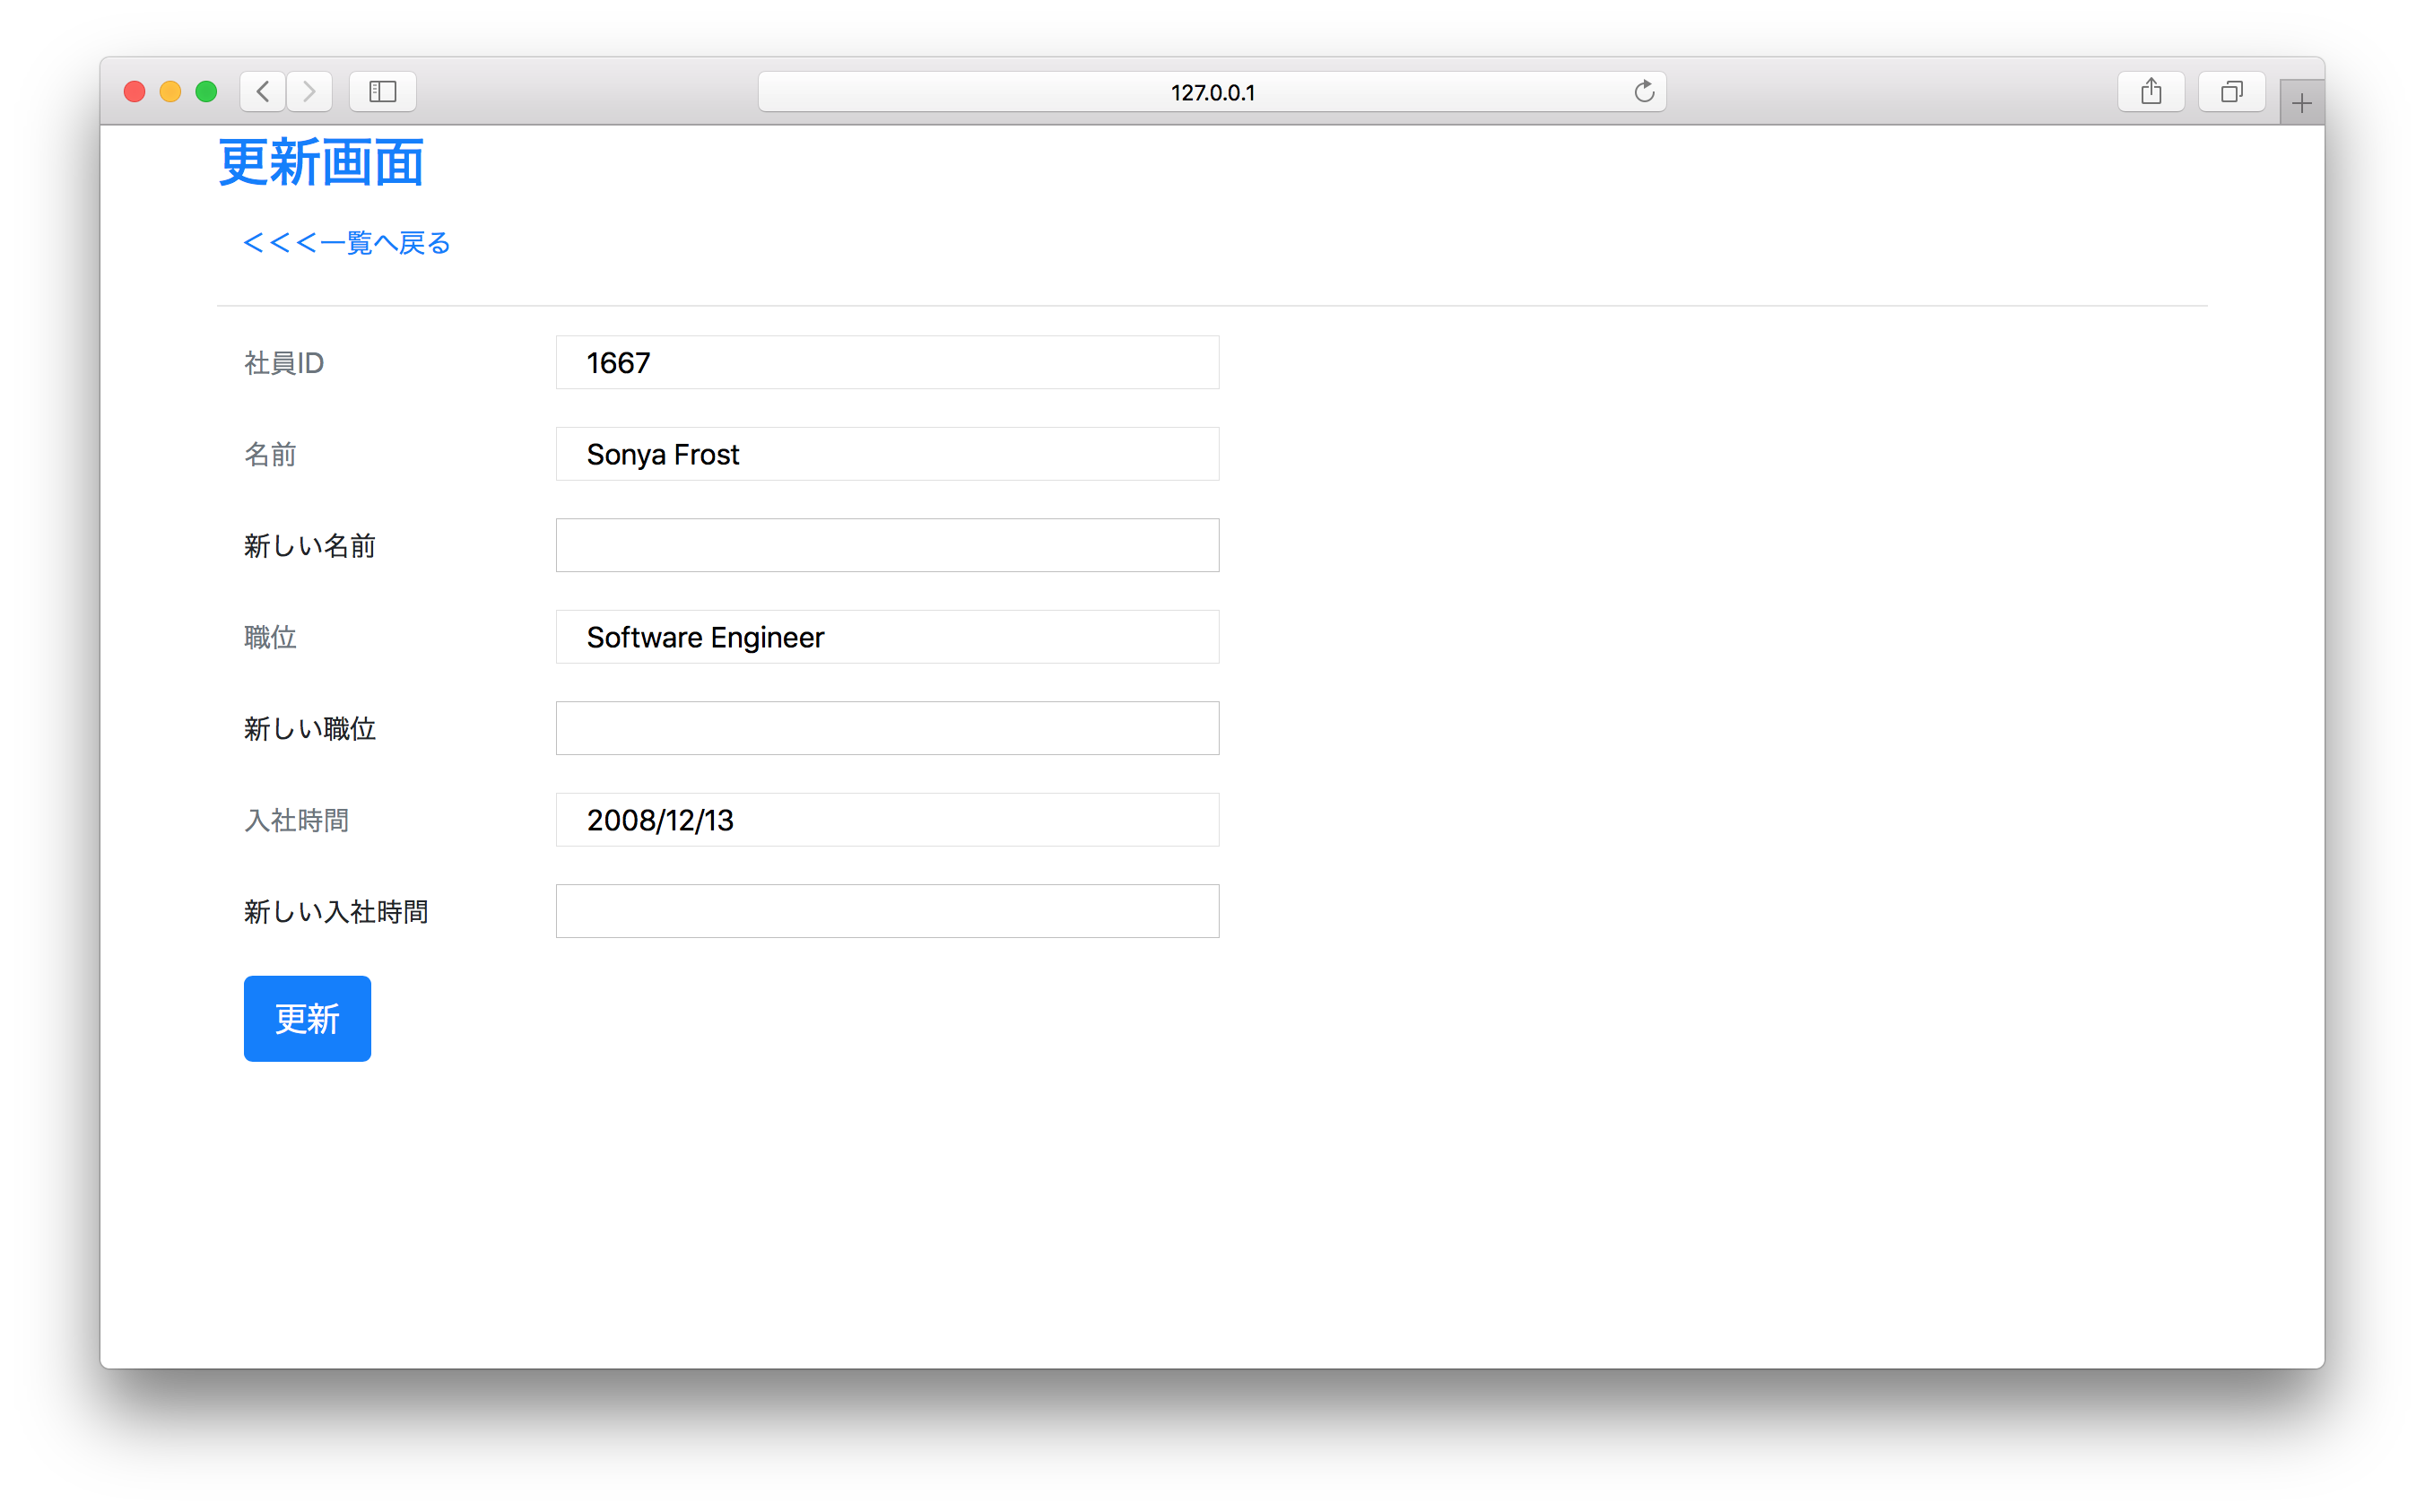 127.0.0.1
更新画面
＜＜＜一覧へ戻る
社員ID 1667
名前 Sonya Frost
新しい名前
職位 Software Engineer
新しい職位
入社時間 2008/12/13
新しい入社時間
更新